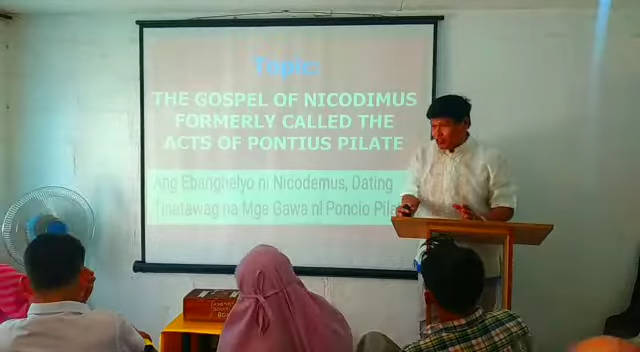 Topic:
THE GOSPEL OF NICODIMUS
FORMERLY CALLED THE
ACTS OF PONTIUS PILATE
Ang Ebanghelyo ni Nicodemus, Dating
Tinatawag na Mga Gawa ni Poncio